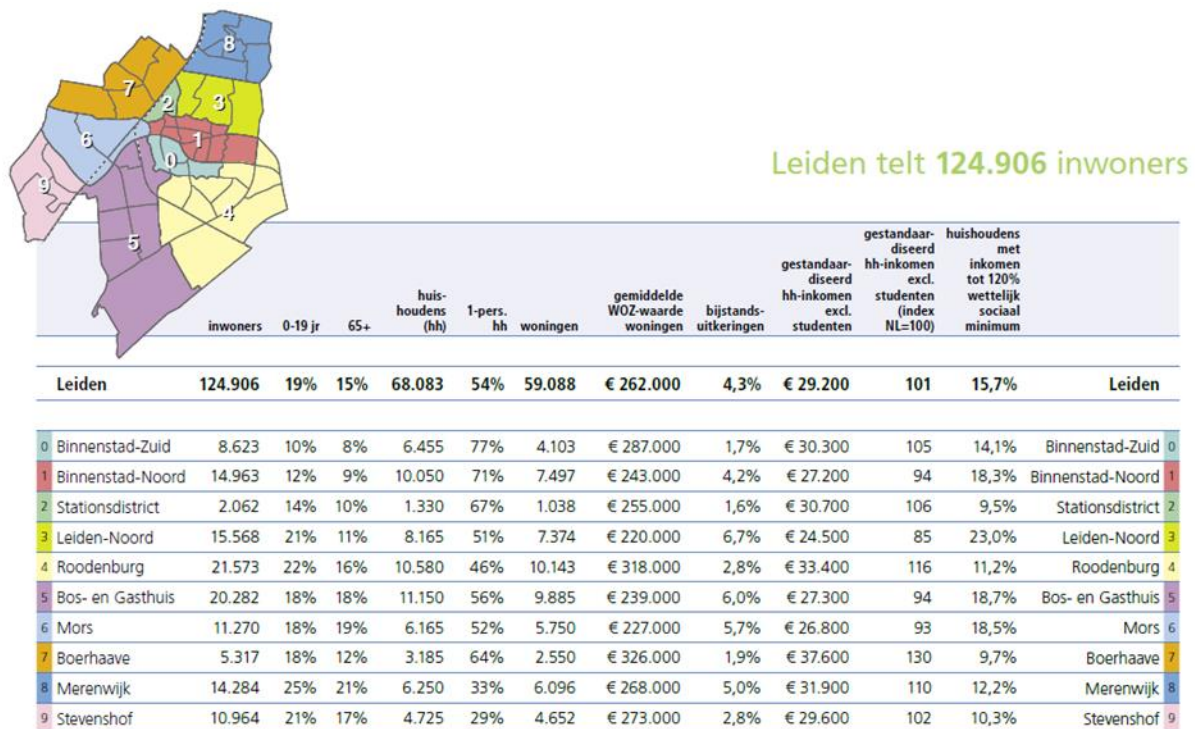 8
7
2
3
6
1
0
9
4
5
Leiden telt 124.906 inwoners
inwoners 0-19 jr 65+ huis-houdens (hh) 1-pers. hh woningen gemiddelde WOZ-waarde woningen bijstands-uitkeringen gestandaar-diseerd hh-inkomen excl. studenten gestandaar-diseerd hh-inkomen excl. studenten (index NL=100) huishoudens met inkomen tot 120% wettelijk sociaal minimum
Leiden 124.906 19% 15% 68.083 54% 59.088 € 262.000 4,3% € 29.200 101 15,7% Leiden
0 Binnenstad-Zuid 8.623 10% 8% 6.455 77% 4.103 € 287.000 1,7% € 30.300 105 14,1% Binnenstad-Zuid 0
1 Binnenstad-Noord 14.963 12% 9% 10.050 71% 7.497 € 243.000 4,2% € 27.200 94 18,3% Binnenstad-Noord 1
2 Stationsdistrict 2.062 14% 10% 1.330 67% 1.038 € 255.000 1,6% € 30.700 106 9,5% Stationsdistrict 2
3 Leiden-Noord 15.568 21% 11% 8.165 51% 7.374 € 220.000 6,7% € 24.500 85 23,0% Leiden-Noord 3
4 Roodenburg 21.573 22% 16% 10.580 46% 10.143 € 318.000 2,8% € 33.400 116 11,2% Roodenburg 4
5 Bos- en Gasthuis 20.282 18% 18% 11.150 56% 9.885 € 239.000 6,0% € 27.300 94 18,7% Bos- en Gasthuis 5
6 Mors 11.270 18% 19% 6.165 52% 5.750 € 227.000 5,7% € 26.800 93 18,5% Mors 6
7 Boerhaave 5.317 18% 12% 3.185 64% 2.550 € 326.000 1,9% € 37.600 130 9,7% Boerhaave 7
8 Merenwijk 14.284 25% 21% 6.250 33% 6.096 € 268.000 5,0% € 31.900 110 12,2% Merenwijk 8
9 Stevenshof 10.964 21% 17% 4.725 29% 4.652 € 273.000 2,8% € 29.600 102 10,3% Stevenshof 9